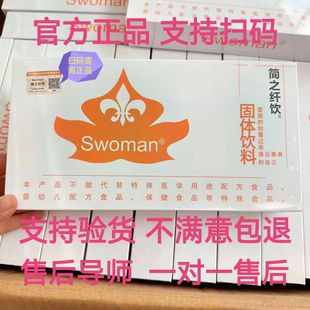 官方正品 支持扫码
扫码查询正品
Swoman®
简之纤饮®
固体饮料
本产品不能代替特殊医学用途配方食品、
婴幼儿配方食品、保健食品等特殊食品。
支持验货 不满意包退
售后导师 一对一售后